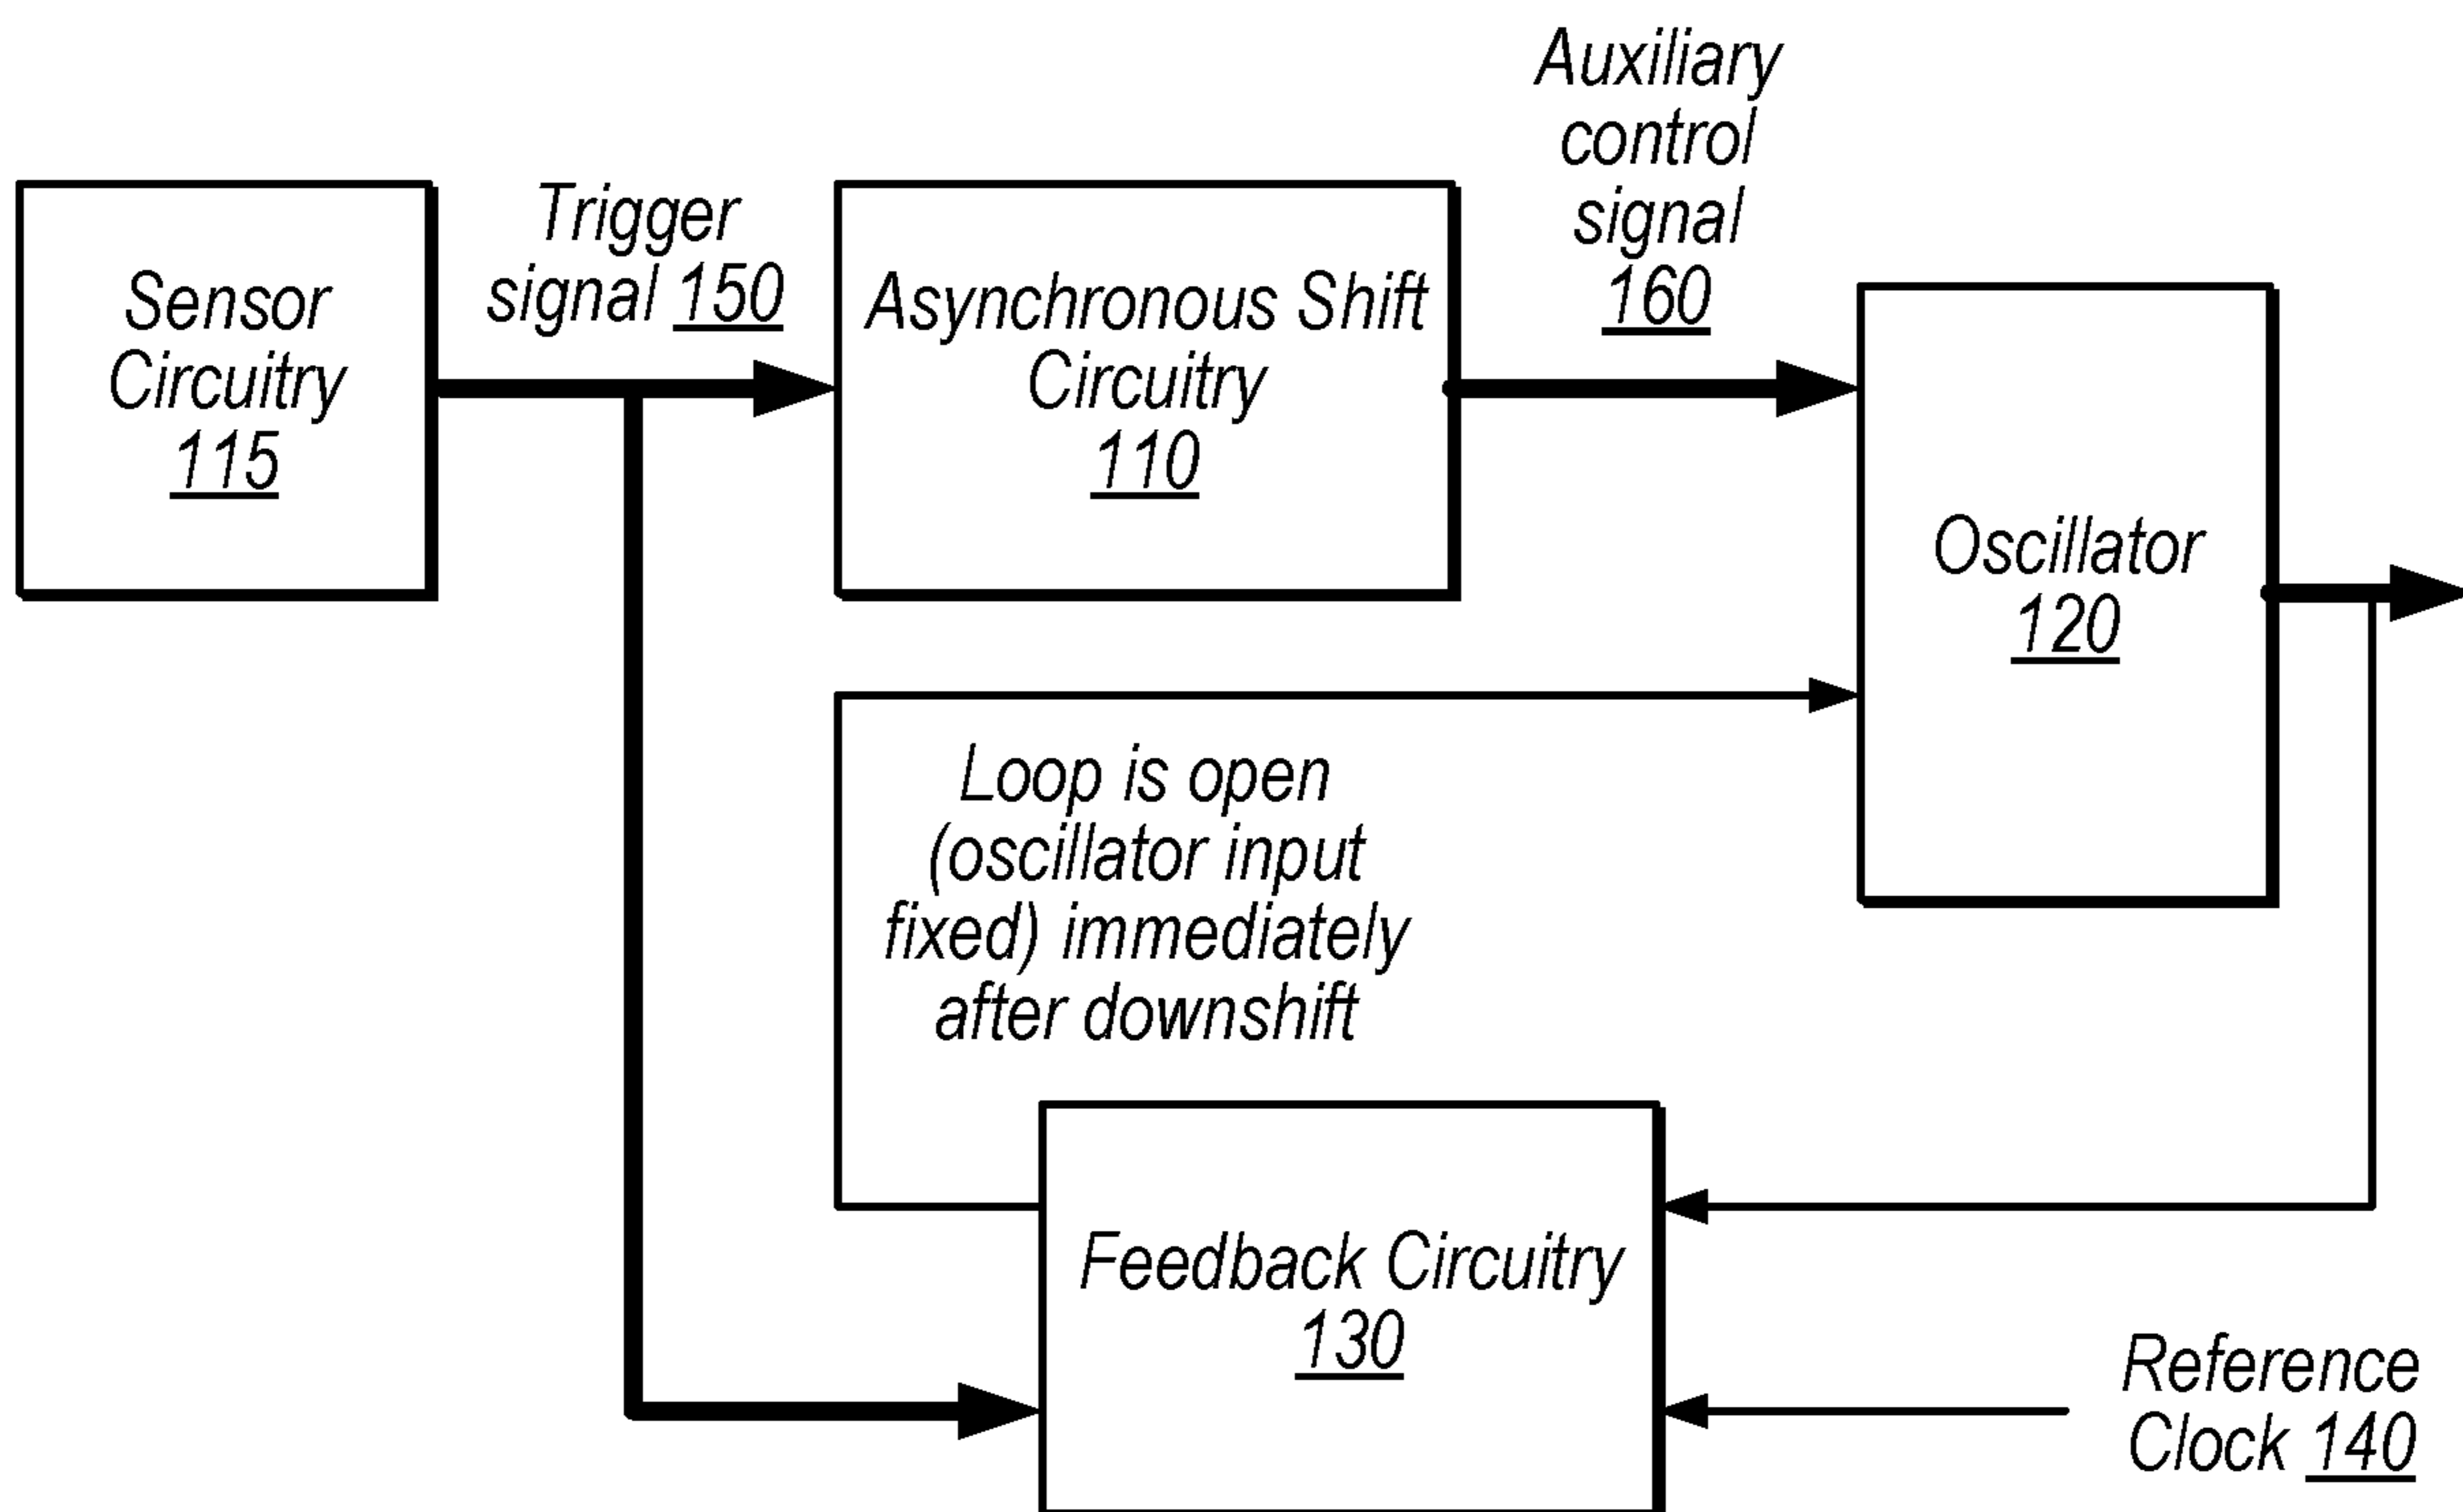 Sensor
Circuitry
115
Trigger
signal 150
Asynchronous Shift
Circuitry
110
Auxiliary
control
signal
160
Oscillator
120
Loop is open
(oscillator input
fixed) immediately
after downshift
Feedback Circuitry
130
Reference
Clock 140